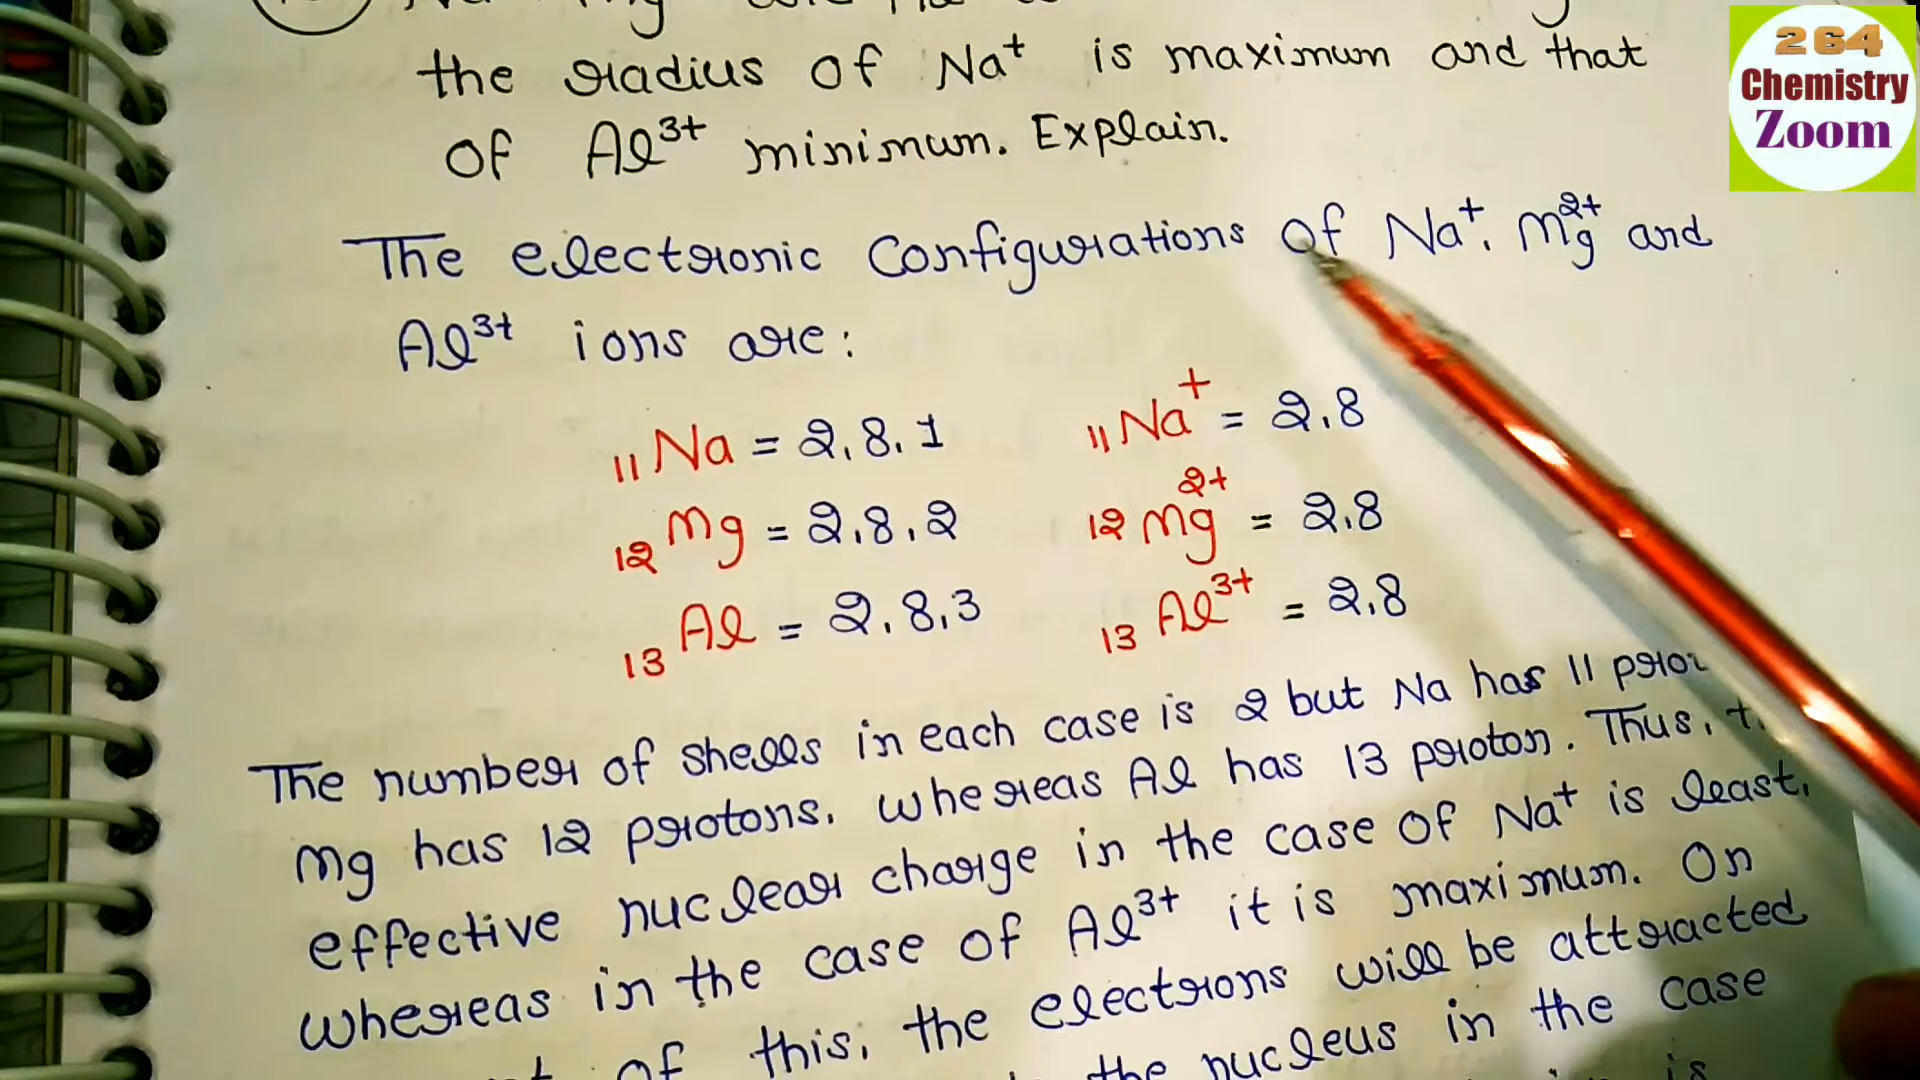 the radius of Na⁺ is maximum and that
of Al³⁺ minimum. Explain.
The electronic configurations of Na⁺, Mg²⁺ and
Al³⁺ ions are:
₁₁Na = 2,8,1 ₁₁Na⁺ = 2,8
₁₂Mg = 2,8,2 ₁₂Mg²⁺ = 2,8
₁₃Al = 2,8,3 ₁₃Al³⁺ = 2,8
The number of shells in each case is 2 but Na has 11
Mg has 12 protons, whereas Al has 13 proton. Thus,
effective nuclear charge in the case of Na⁺ is least,
whereas in the case of Al³⁺ it is maximum. On
of this, the electrons will be attracted
the nucleus in the case
is
264
Chemistry
Zoom